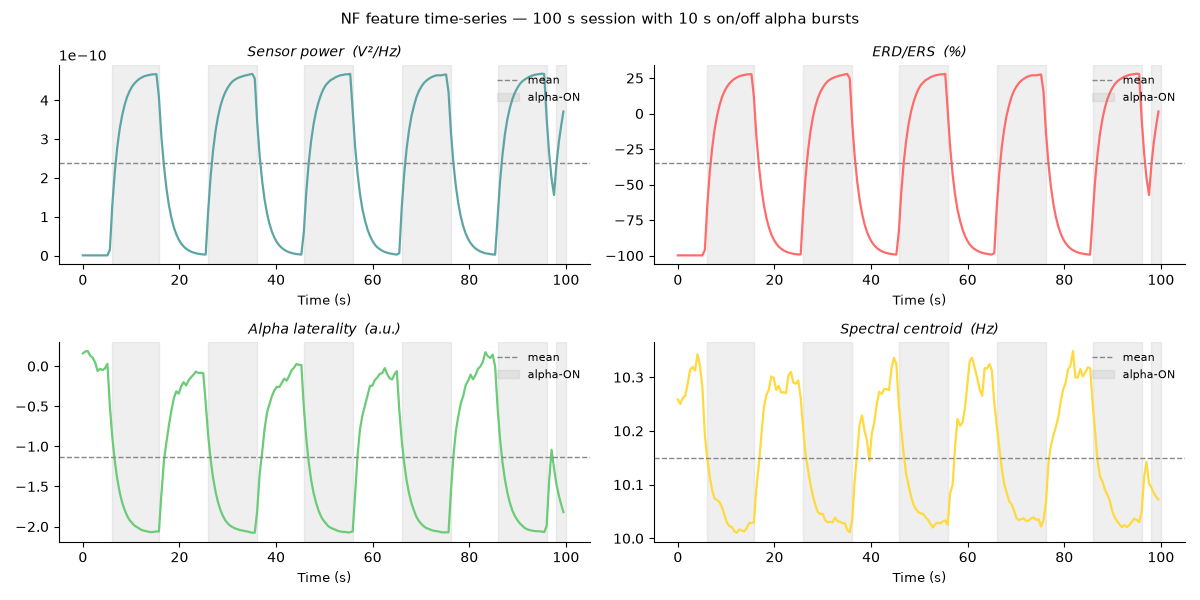 NF feature time-series — 100 s session with 10 s on/off alpha bursts
Sensor power (V²/Hz)
1e−10
mean
alpha-ON
4
3
2
1
0
0 20 40 60 80 100
Time (s)
ERD/ERS (%)
mean
alpha-ON
25
0
−25
−50
−75
−100
0 20 40 60 80 100
Time (s)
Alpha laterality (a.u.)
mean
alpha-ON
0.0
−0.5
−1.0
−1.5
−2.0
0 20 40 60 80 100
Time (s)
Spectral centroid (Hz)
mean
alpha-ON
10.3
10.2
10.1
10.0
0 20 40 60 80 100
Time (s)